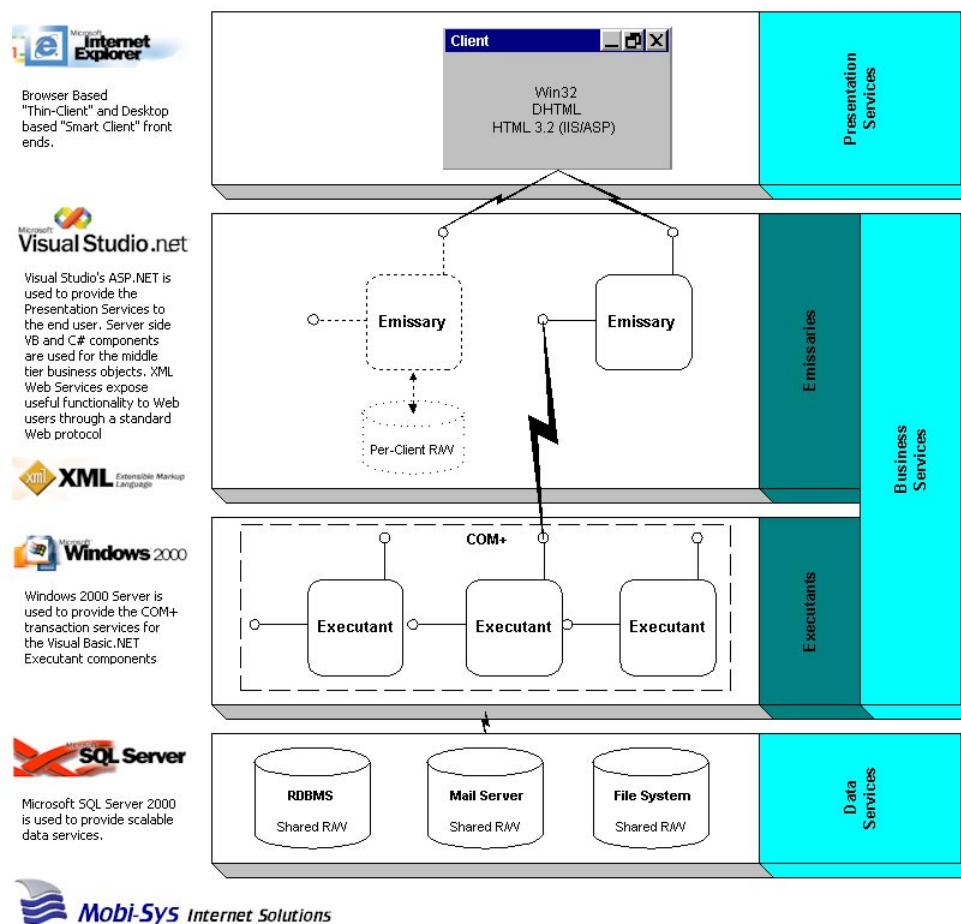 Microsoft
Internet
Explorer
Browser Based
"Thin-Client" and Desktop
based "Smart Client" front
ends.
Client
Win32
DHTML
HTML 3.2 (IIS/ASP)
Presentation
Services
Microsoft
Visual Studio.net
Visual Studio's ASP.NET is
used to provide the
Presentation Services to
the end user. Server side
VB and C# components
are used for the middle
tier business objects. XML
Web Services expose
useful functionality to Web
users through a standard
Web protocol
xml
XML Extensible Markup
Language
Emissary
Emissary
Per-Client R/W
Emissaries
Business
Services
Microsoft
Windows 2000
Windows 2000 Server is
used to provide the COM+
transaction services for
the Visual Basic.NET
Executant components
COM+
Executant
Executant
Executant
Executants
Microsoft
SQL Server
Microsoft SQL Server 2000
is used to provide scalable
data services.
RDBMS
Shared R/W
Mail Server
Shared R/W
File System
Shared R/W
Data
Services
Mobi-Sys Internet Solutions